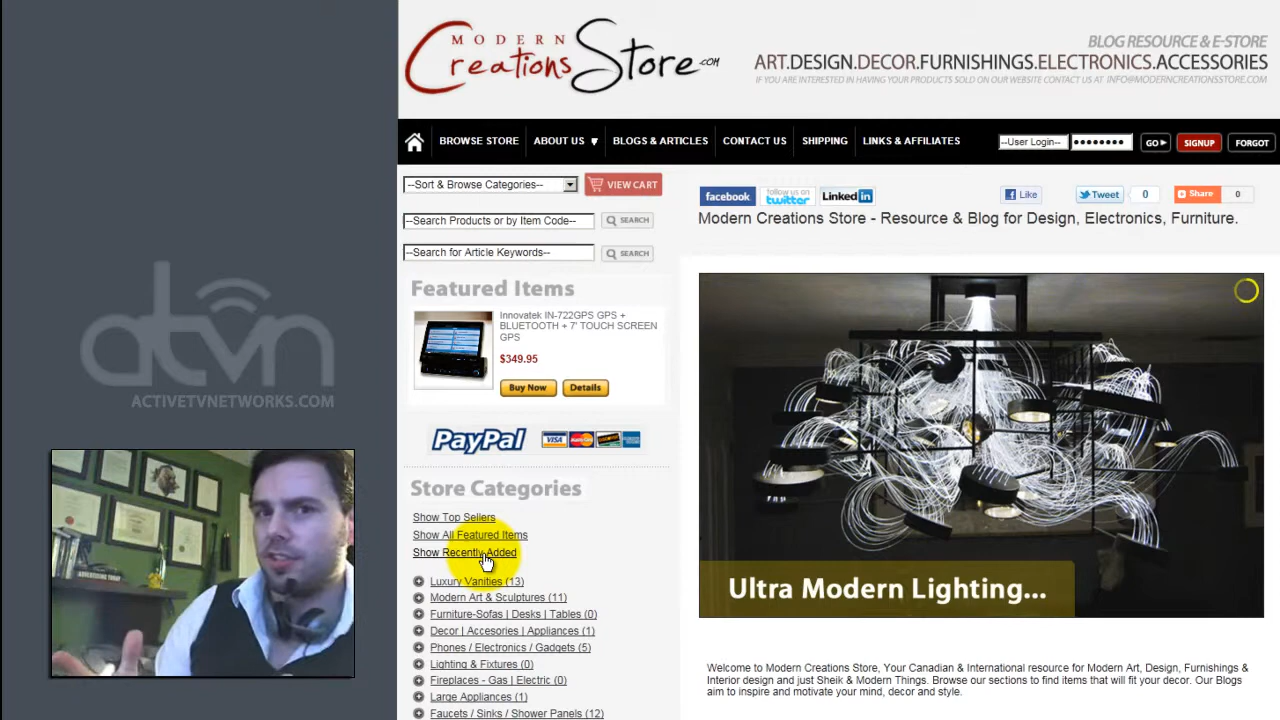 MODERN
CreationsStore.com
BLOG RESOURCE & E-STORE
ART.DESIGN.DECOR.FURNISHINGS.ELECTRONICS.ACCESSORIES
IF YOU ARE INTERESTED IN HAVING YOUR PRODUCTS SOLD ON OUR WEBSITE CONTACT US AT INFO@MODERNCREATIONSSTORE.COM
BROWSE STORE ABOUT US ▼ BLOGS & ARTICLES CONTACT US SHIPPING LINKS & AFFILIATES --User Login-- GO SIGNUP FORGOT
--Sort & Browse Categories-- VIEW CART
facebook follow us on twitter Linked in Like Tweet 0 Share 0
--Search Products or by Item Code-- SEARCH
Modern Creations Store - Resource & Blog for Design, Electronics, Furniture.
--Search for Article Keywords-- SEARCH
Featured Items
Innovatek IN-722GPS GPS +
BLUETOOTH + 7' TOUCH SCREEN
GPS
$349.95
Buy Now Details
PayPal VISA
Store Categories
Show Top Sellers
Show All Featured Items
Show Recently Added
Luxury Vanities (13)
Modern Art & Sculptures (11)
Furniture-Sofas | Desks | Tables (0)
Decor | Accesories | Appliances (1)
Phones / Electronics / Gadgets (5)
Lighting & Fixtures (0)
Fireplaces - Gas | Electric (0)
Large Appliances (1)
Faucets / Sinks / Shower Panels (12)
Ultra Modern Lighting...
Welcome to Modern Creations Store, Your Canadian & International resource for Modern Art, Design, Furnishings &
Interior design and just Sheik & Modern Things. Browse our sections to find items that will fit your decor. Our Blogs
aim to inspire and motivate your mind, decor and style.
atvn
ACTIVETVNETWORKS.COM